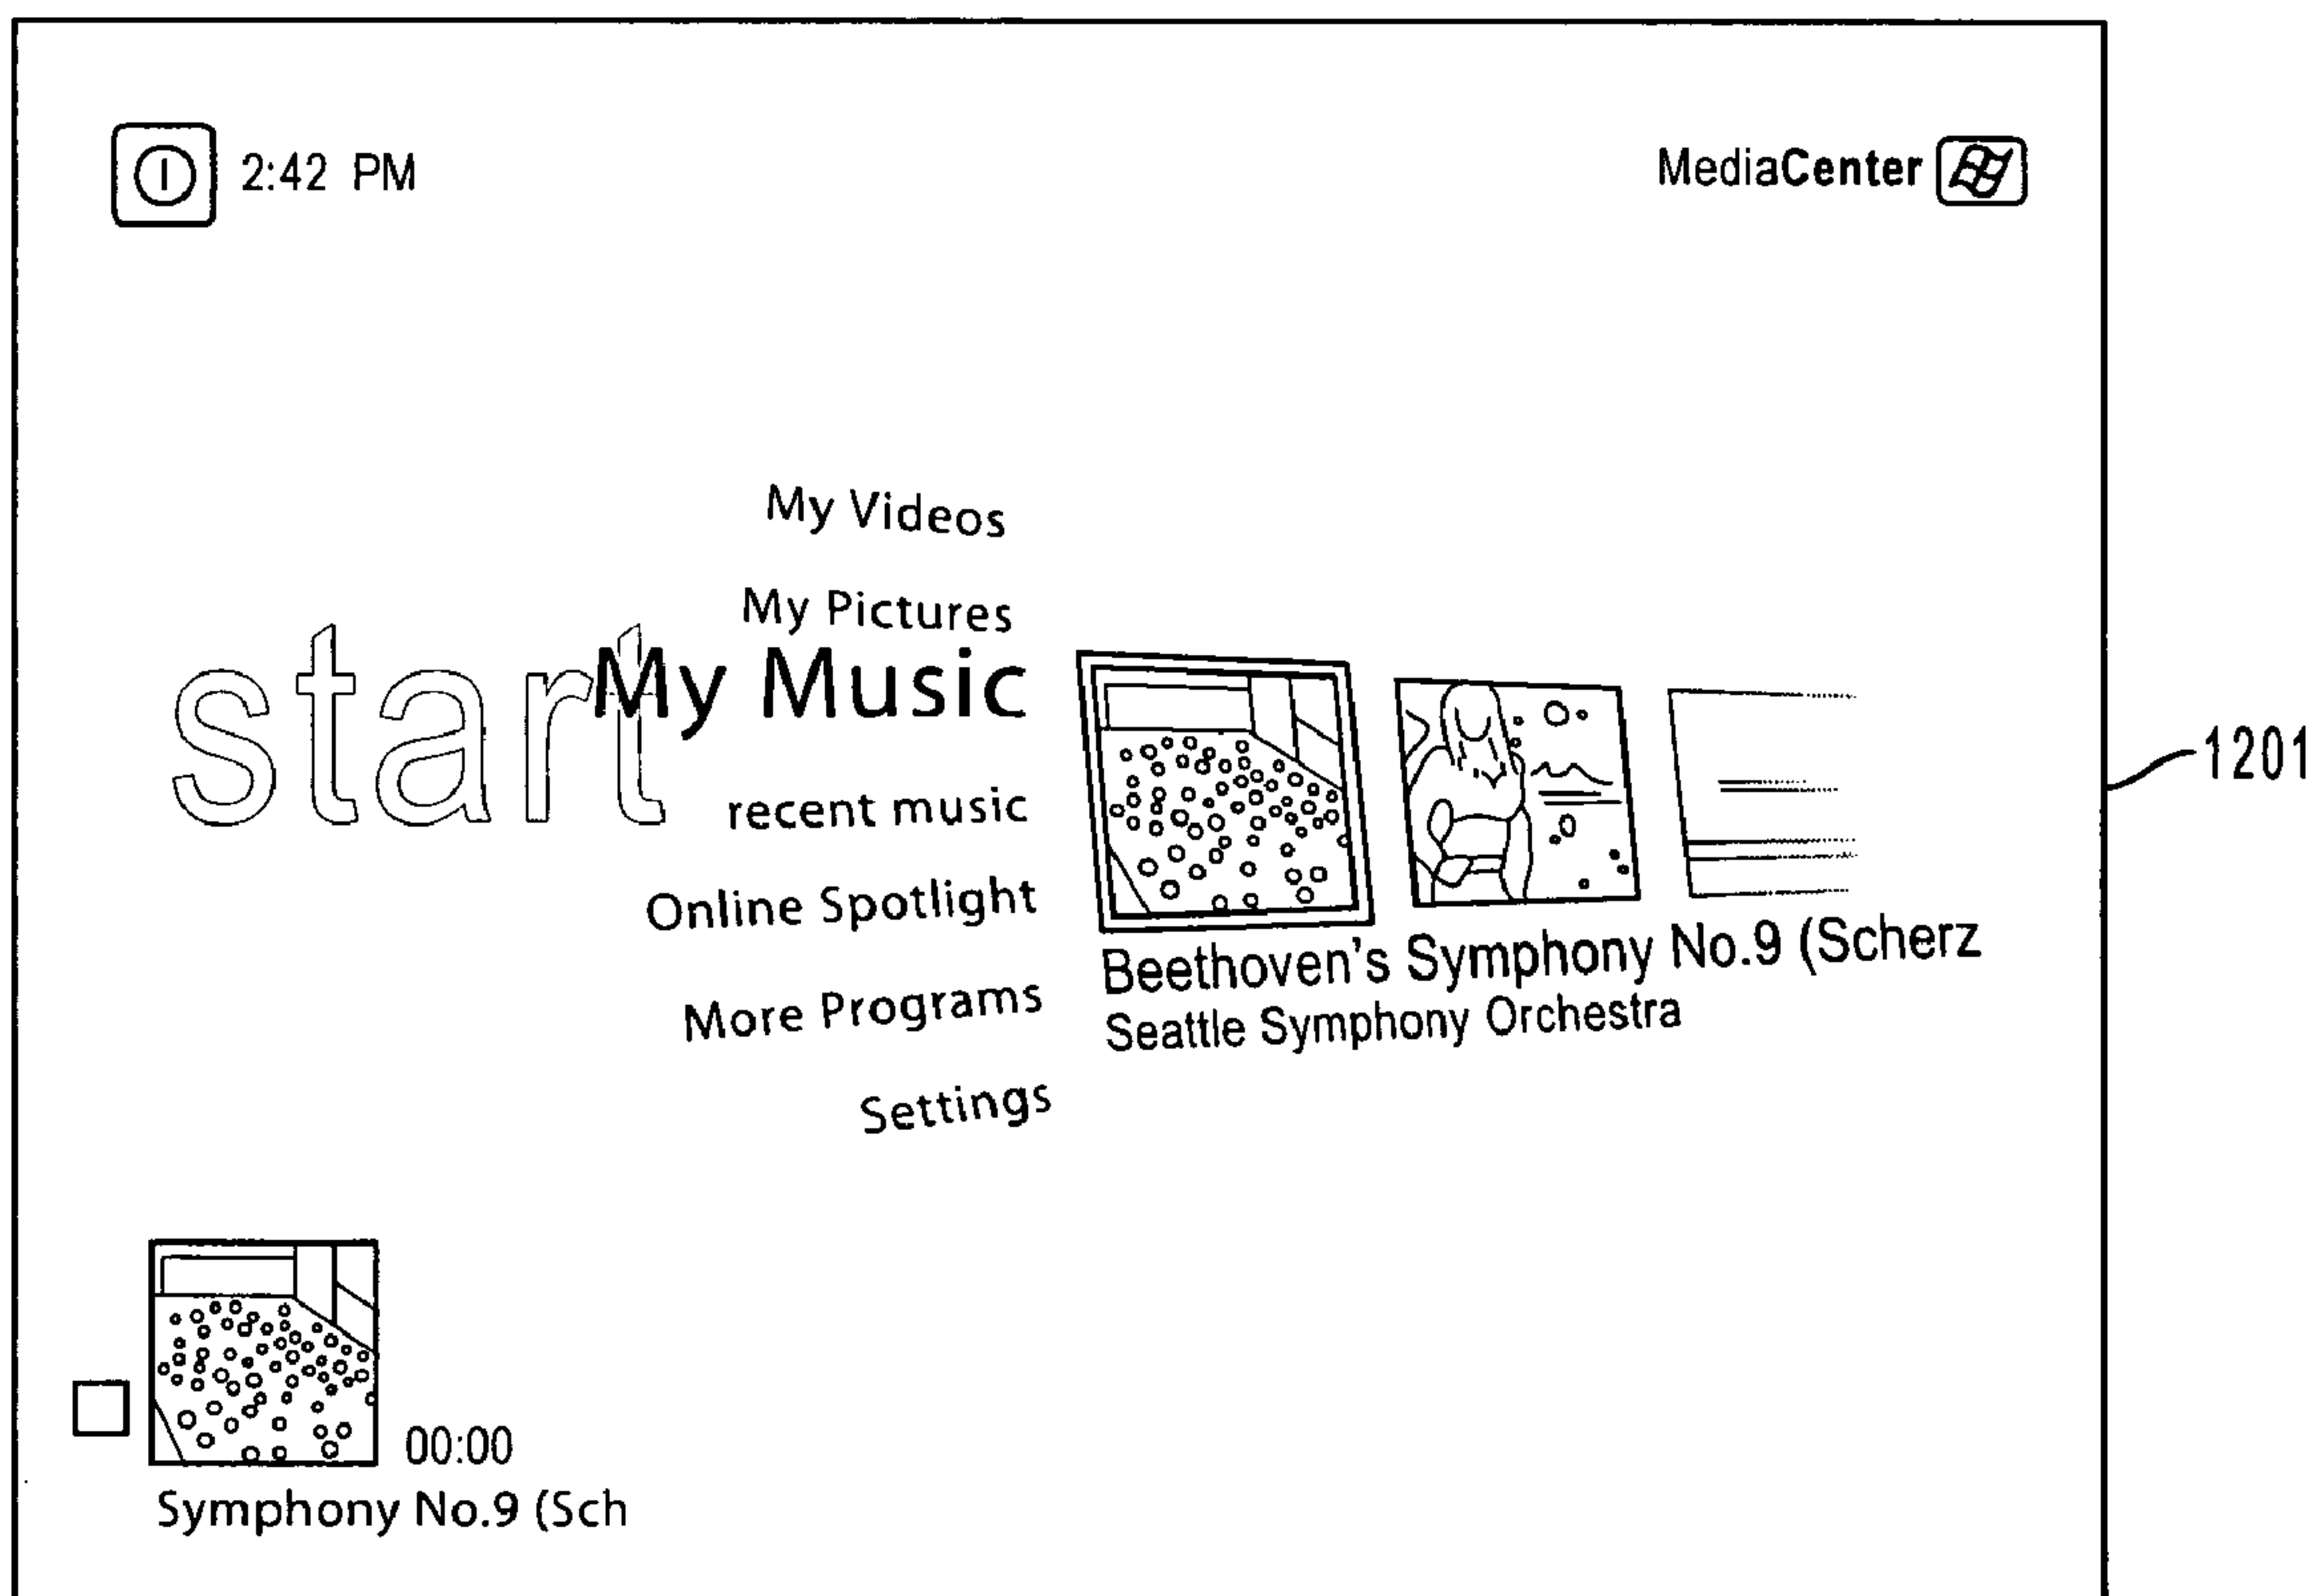 2:42 PM
MediaCenter
My Videos
My Pictures
start
My Music
recent music
Online Spotlight
More Programs
Settings
Beethoven's Symphony No.9 (Scherz
Seattle Symphony Orchestra
1201
00:00
Symphony No.9 (Sch